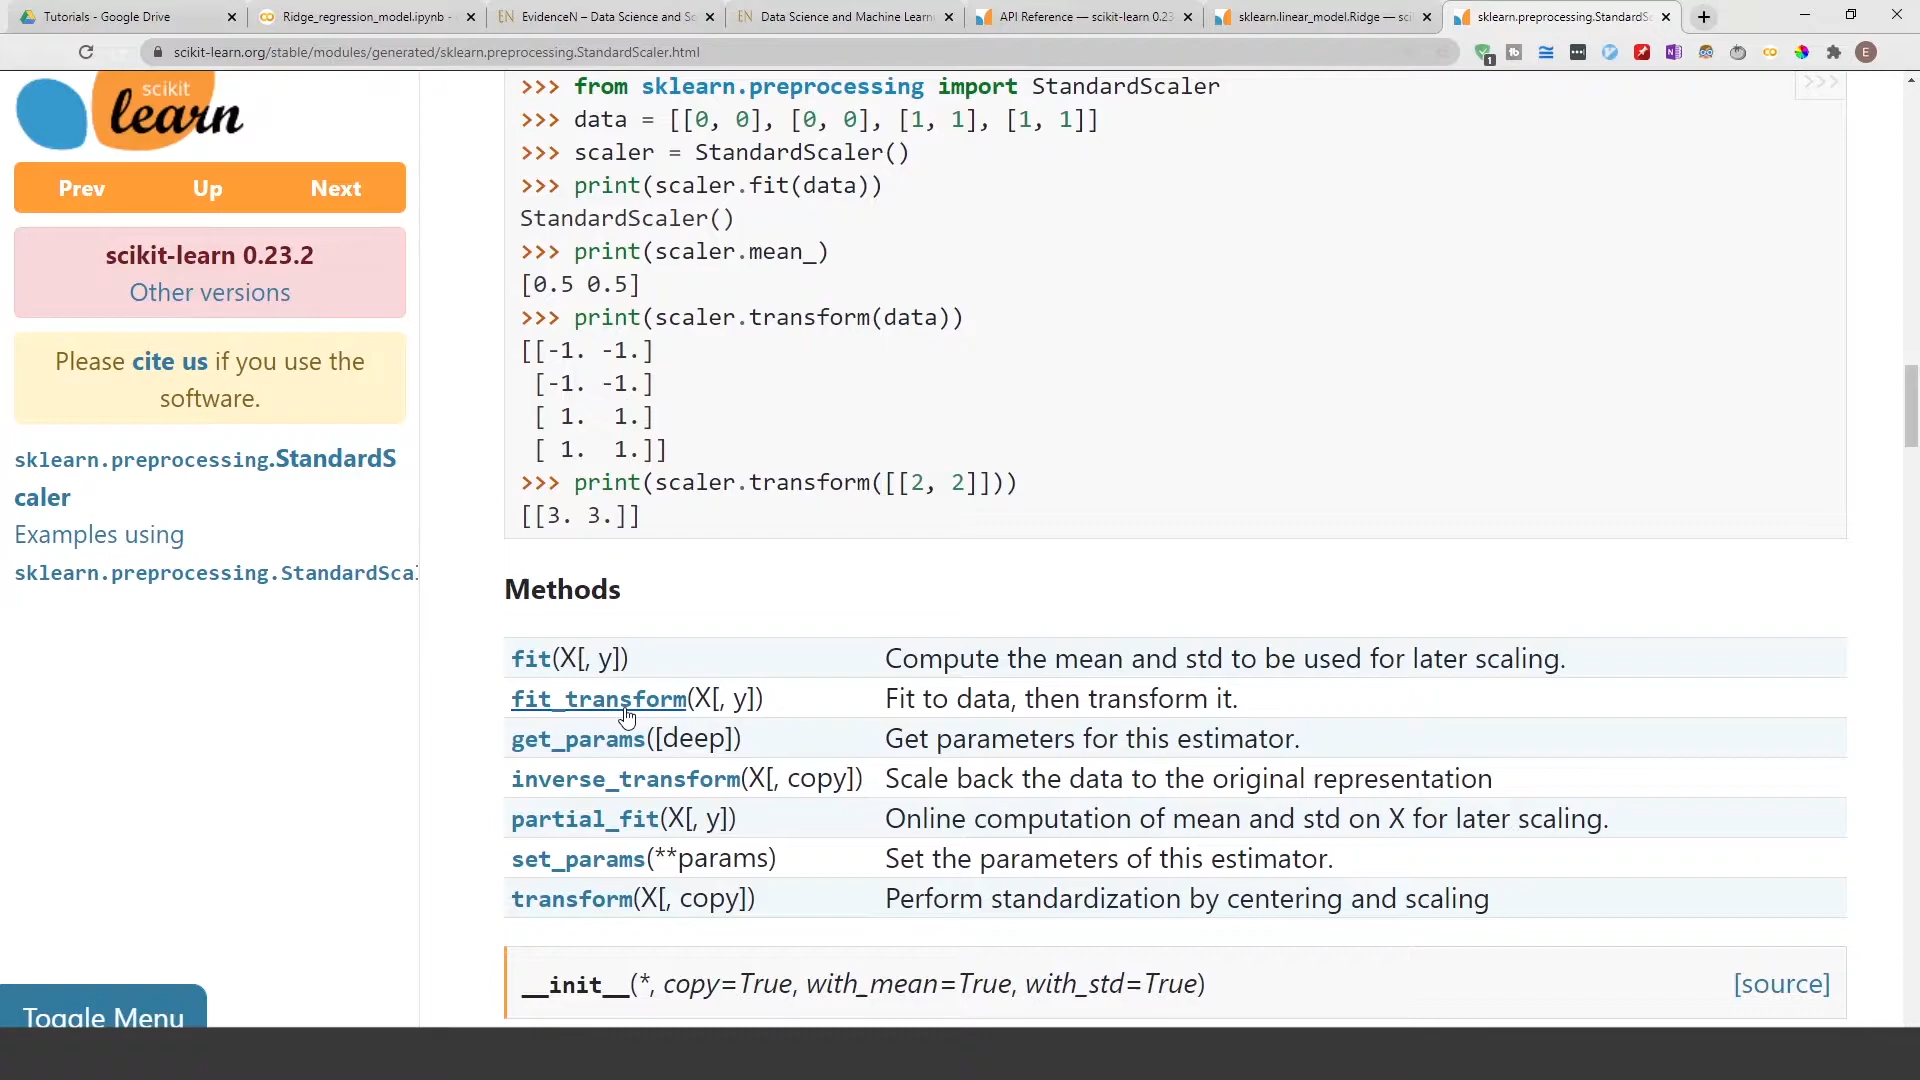 Tutorials - Google Drive
Ridge_regression_model.ipynb -
EN EvidenceN – Data Science and Sc
EN Data Science and Machine Learni
API Reference — scikit-learn 0.23
sklearn.linear_model.Ridge — sci
sklearn.preprocessing.StandardSc
scikit-learn.org/stable/modules/generated/sklearn.preprocessing.StandardScaler.html
1
E
scikit
learn
Prev Up Next
scikit-learn 0.23.2
Other versions
Please cite us if you use the
software.
sklearn.preprocessing.StandardS
caler
Examples using
sklearn.preprocessing.StandardScal
Toggle Menu
>>>
>>> from sklearn.preprocessing import StandardScaler
>>> data = [[0, 0], [0, 0], [1, 1], [1, 1]]
>>> scaler = StandardScaler()
>>> print(scaler.fit(data))
StandardScaler()
>>> print(scaler.mean_)
[0.5 0.5]
>>> print(scaler.transform(data))
[[-1. -1.]
[-1. -1.]
[ 1.  1.]
[ 1.  1.]]
>>> print(scaler.transform([[2, 2]]))
[[3. 3.]]
Methods
fit(X[, y]) Compute the mean and std to be used for later scaling.
fit_transform(X[, y]) Fit to data, then transform it.
get_params([deep]) Get parameters for this estimator.
inverse_transform(X[, copy]) Scale back the data to the original representation
partial_fit(X[, y]) Online computation of mean and std on X for later scaling.
set_params(**params) Set the parameters of this estimator.
transform(X[, copy]) Perform standardization by centering and scaling
__init__(*, copy=True, with_mean=True, with_std=True) [source]